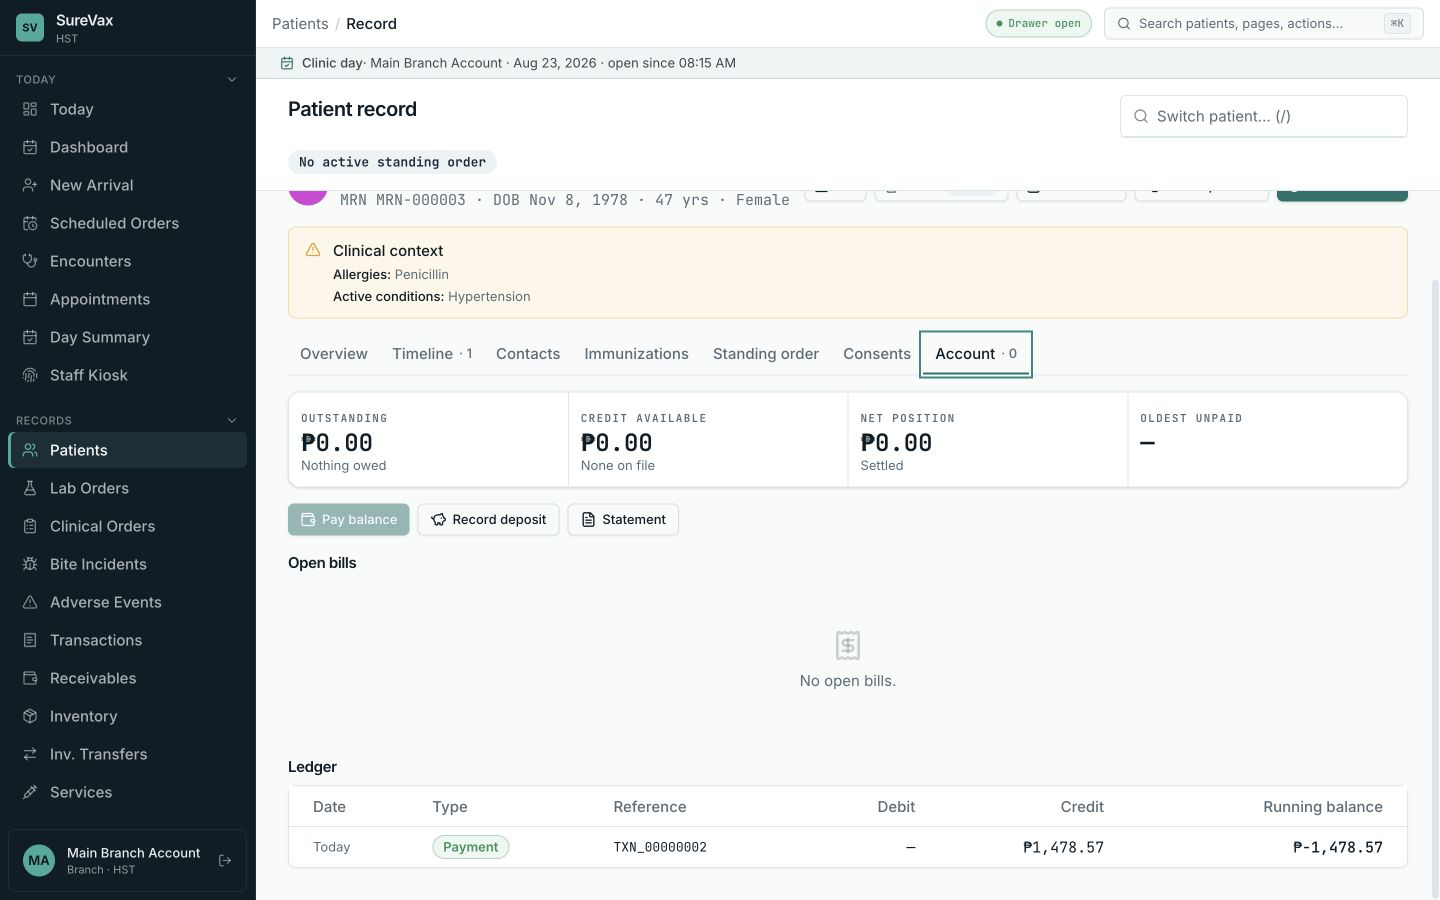 SV
SureVax
HST
Patients / Record
Drawer open
Search patients, pages, actions...
⌘K
Clinic day· Main Branch Account · Aug 23, 2026 · open since 08:15 AM
TODAY
Today
Dashboard
New Arrival
Scheduled Orders
Encounters
Appointments
Day Summary
Staff Kiosk
RECORDS
Patients
Lab Orders
Clinical Orders
Bite Incidents
Adverse Events
Transactions
Receivables
Inventory
Inv. Transfers
Services
MA
Main Branch Account
Branch · HST
Patient record
Switch patient... (/)
No active standing order
MRN MRN-000003 · DOB Nov 8, 1978 · 47 yrs · Female
Clinical context
Allergies: Penicillin
Active conditions: Hypertension
Overview Timeline · 1 Contacts Immunizations Standing order Consents Account · 0
OUTSTANDING CREDIT AVAILABLE NET POSITION OLDEST UNPAID
₱0.00 ₱0.00 ₱0.00 —
Nothing owed None on file Settled
Pay balance Record deposit Statement
Open bills
No open bills.
Ledger
Date Type Reference Debit Credit Running balance
Today Payment TXN_00000002 — ₱1,478.57 ₱-1,478.57